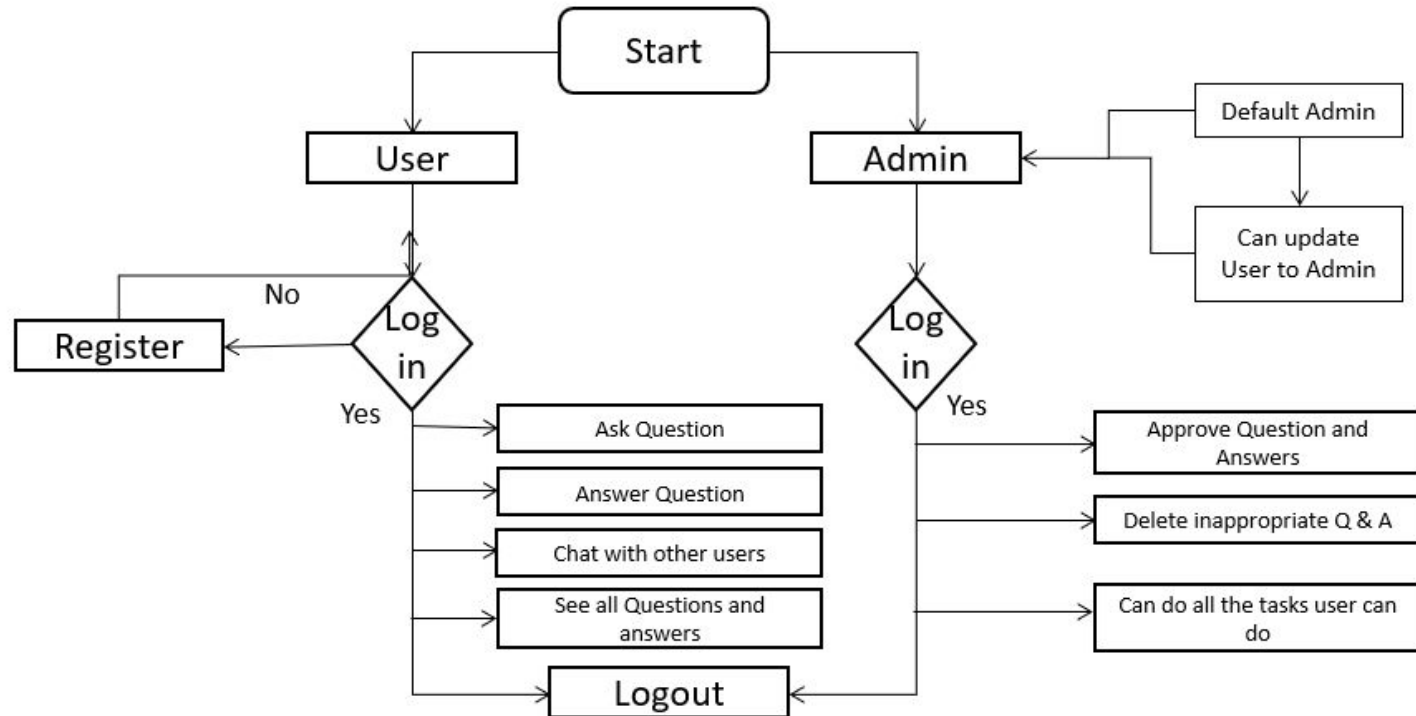 Start
User
Admin
Default Admin
Can update
User to Admin
No
Register
Log
in
Log
in
Yes
Yes
Ask Question
Answer Question
Chat with other users
See all Questions and
answers
Approve Question and
Answers
Delete inappropriate Q & A
Can do all the tasks user can
do
Logout